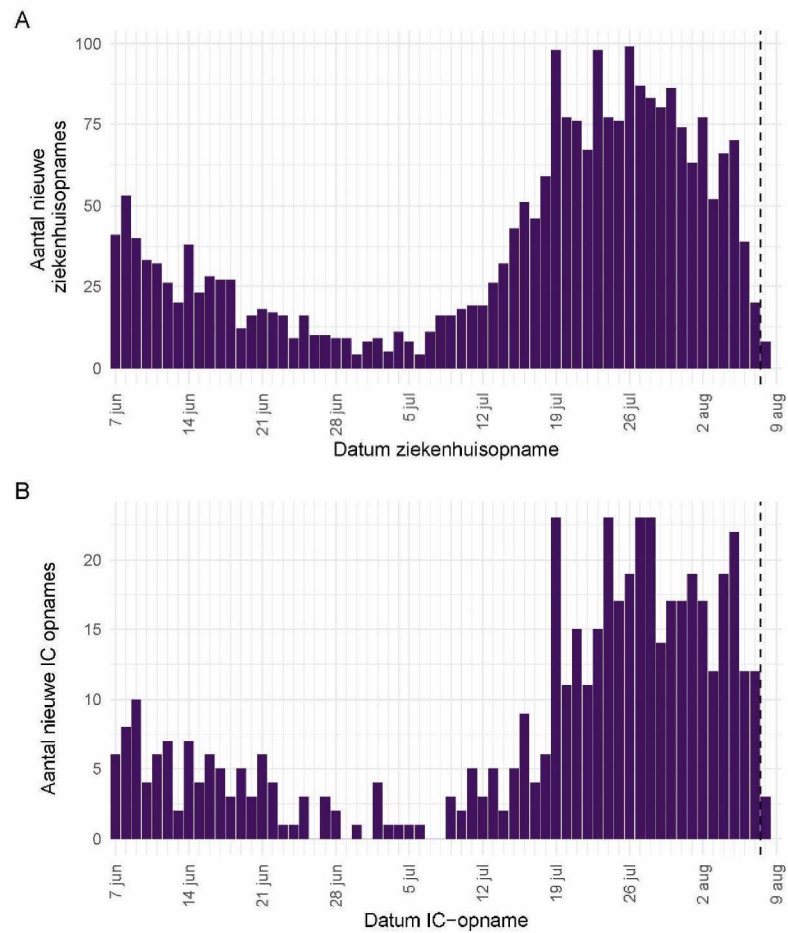 A
Aantal nieuwe
ziekenhuisopnames
100
75
50
25
0
7 jun
14 jun
21 jun
28 jun
5 jul
12 jul
19 jul
26 jul
2 aug
9 aug
Datum ziekenhuisopname
B
Aantal nieuwe IC opnames
20
15
10
5
0
7 jun
14 jun
21 jun
28 jun
5 jul
12 jul
19 jul
26 jul
2 aug
9 aug
Datum IC-opname